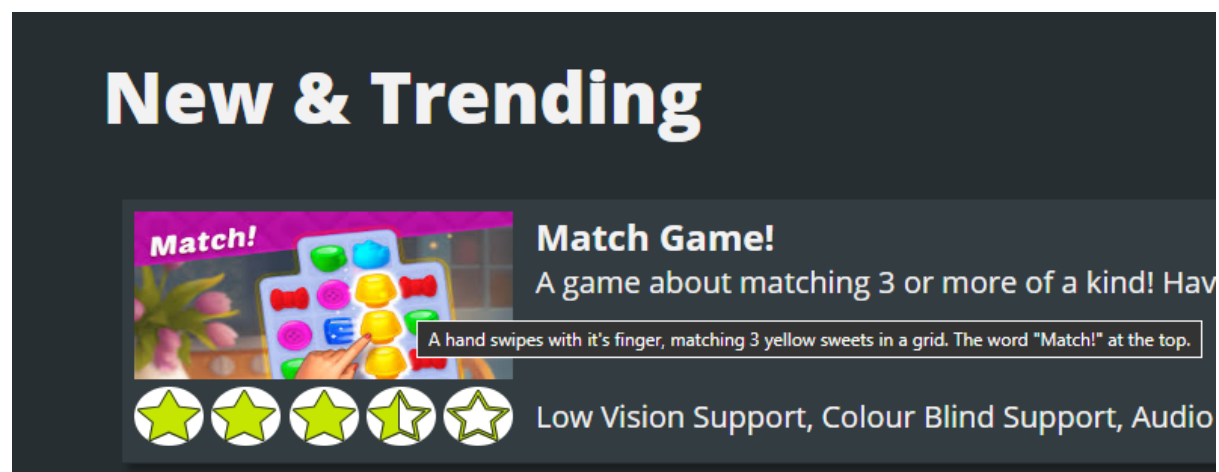 New & Trending
Match!
Match Game!
A game about matching 3 or more of a kind! Hav
A hand swipes with it's finger, matching 3 yellow sweets in a grid. The word "Match!" at the top.
Low Vision Support, Colour Blind Support, Audio